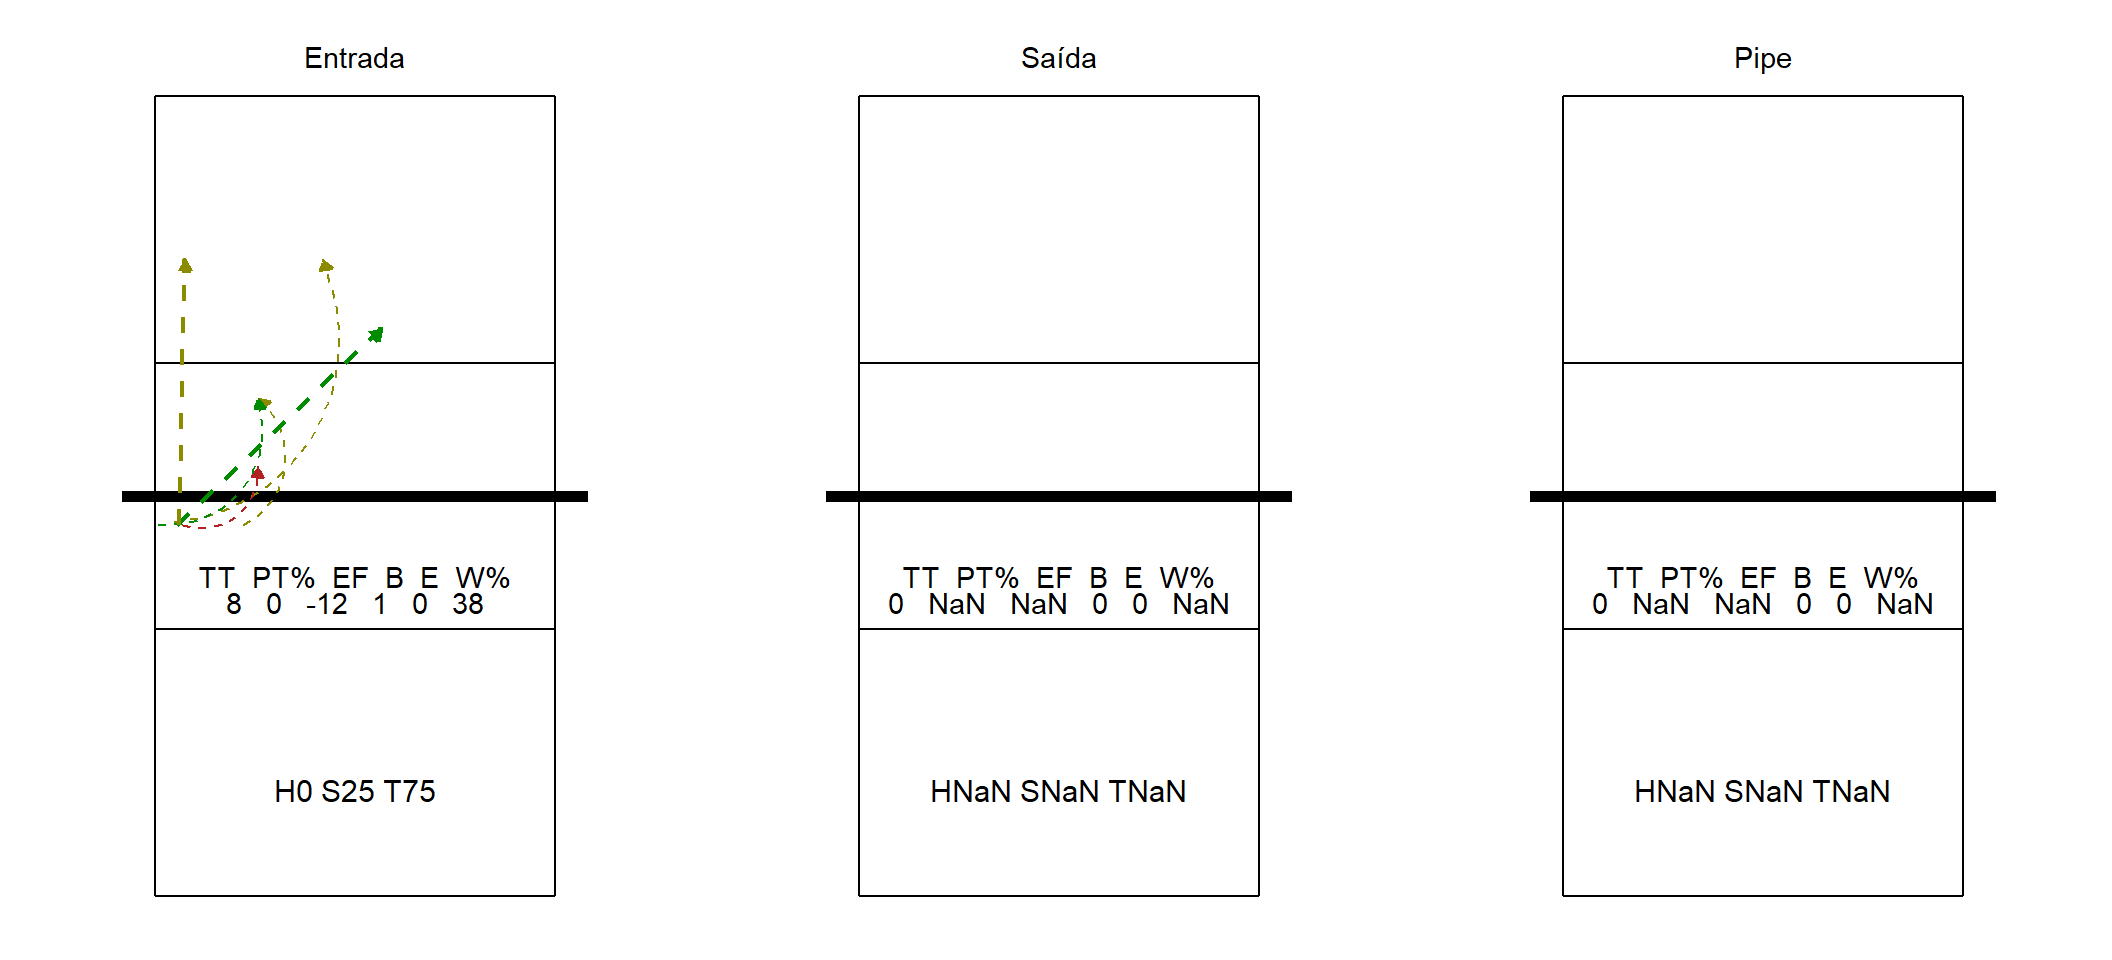 Entrada
TT PT% EF B E W%
8 0 -12 1 0 38
H0 S25 T75
Saída
TT PT% EF B E W%
0 NaN NaN 0 0 NaN
HNaN SNaN TNaN
Pipe
TT PT% EF B E W%
0 NaN NaN 0 0 NaN
HNaN SNaN TNaN